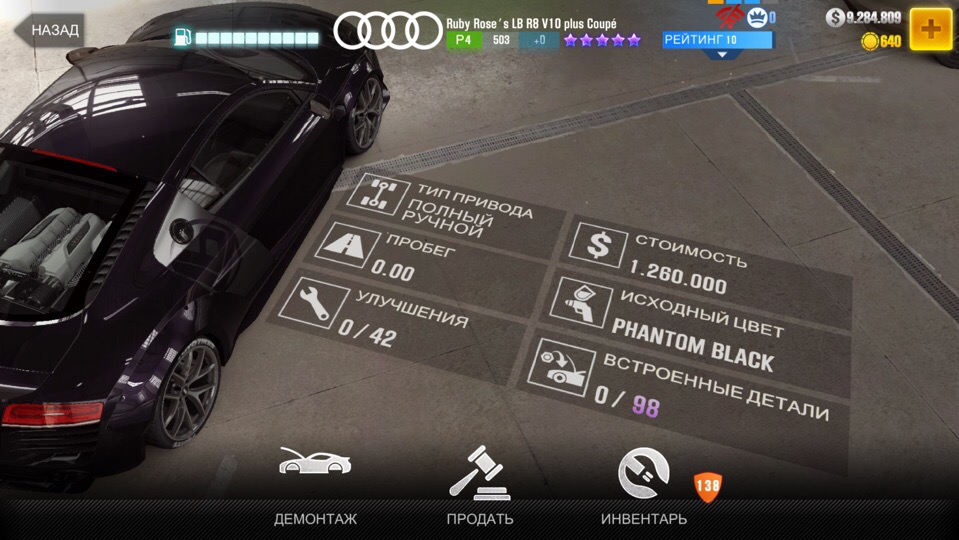 НАЗАД
Ruby Rose´s LB R8 V10 plus Coupé
P4 503 +0
РЕЙТИНГ 10
0
$ 9.284.809
640
+
ТИП ПРИВОДА
ПОЛНЫЙ
РУЧНОЙ
ПРОБЕГ
0.00
УЛУЧШЕНИЯ
0 / 42
$
СТОИМОСТЬ
1.260.000
ИСХОДНЫЙ ЦВЕТ
PHANTOM BLACK
ВСТРОЕННЫЕ ДЕТАЛИ
0 / 98
ДЕМОНТАЖ
ПРОДАТЬ
ИНВЕНТАРЬ
138